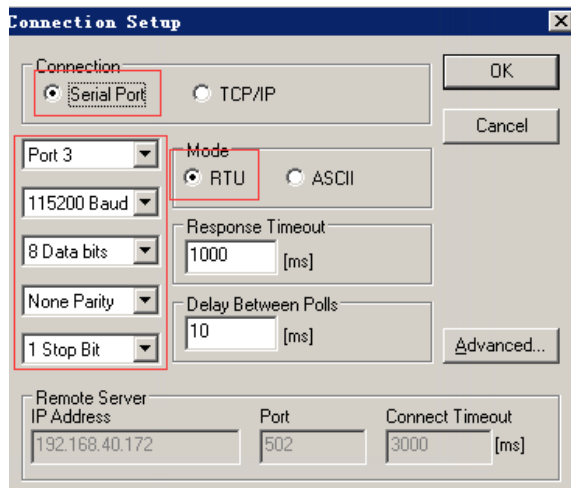 Connection Setup
Connection
Serial Port
TCP/IP
OK
Cancel
Port 3
115200 Baud
8 Data bits
None Parity
1 Stop Bit
Mode
RTU
ASCII
Response Timeout
1000
[ms]
Delay Between Polls
10
[ms]
Advanced...
Remote Server
IP Address
Port
Connect Timeout
192.168.40.172
502
3000
[ms]